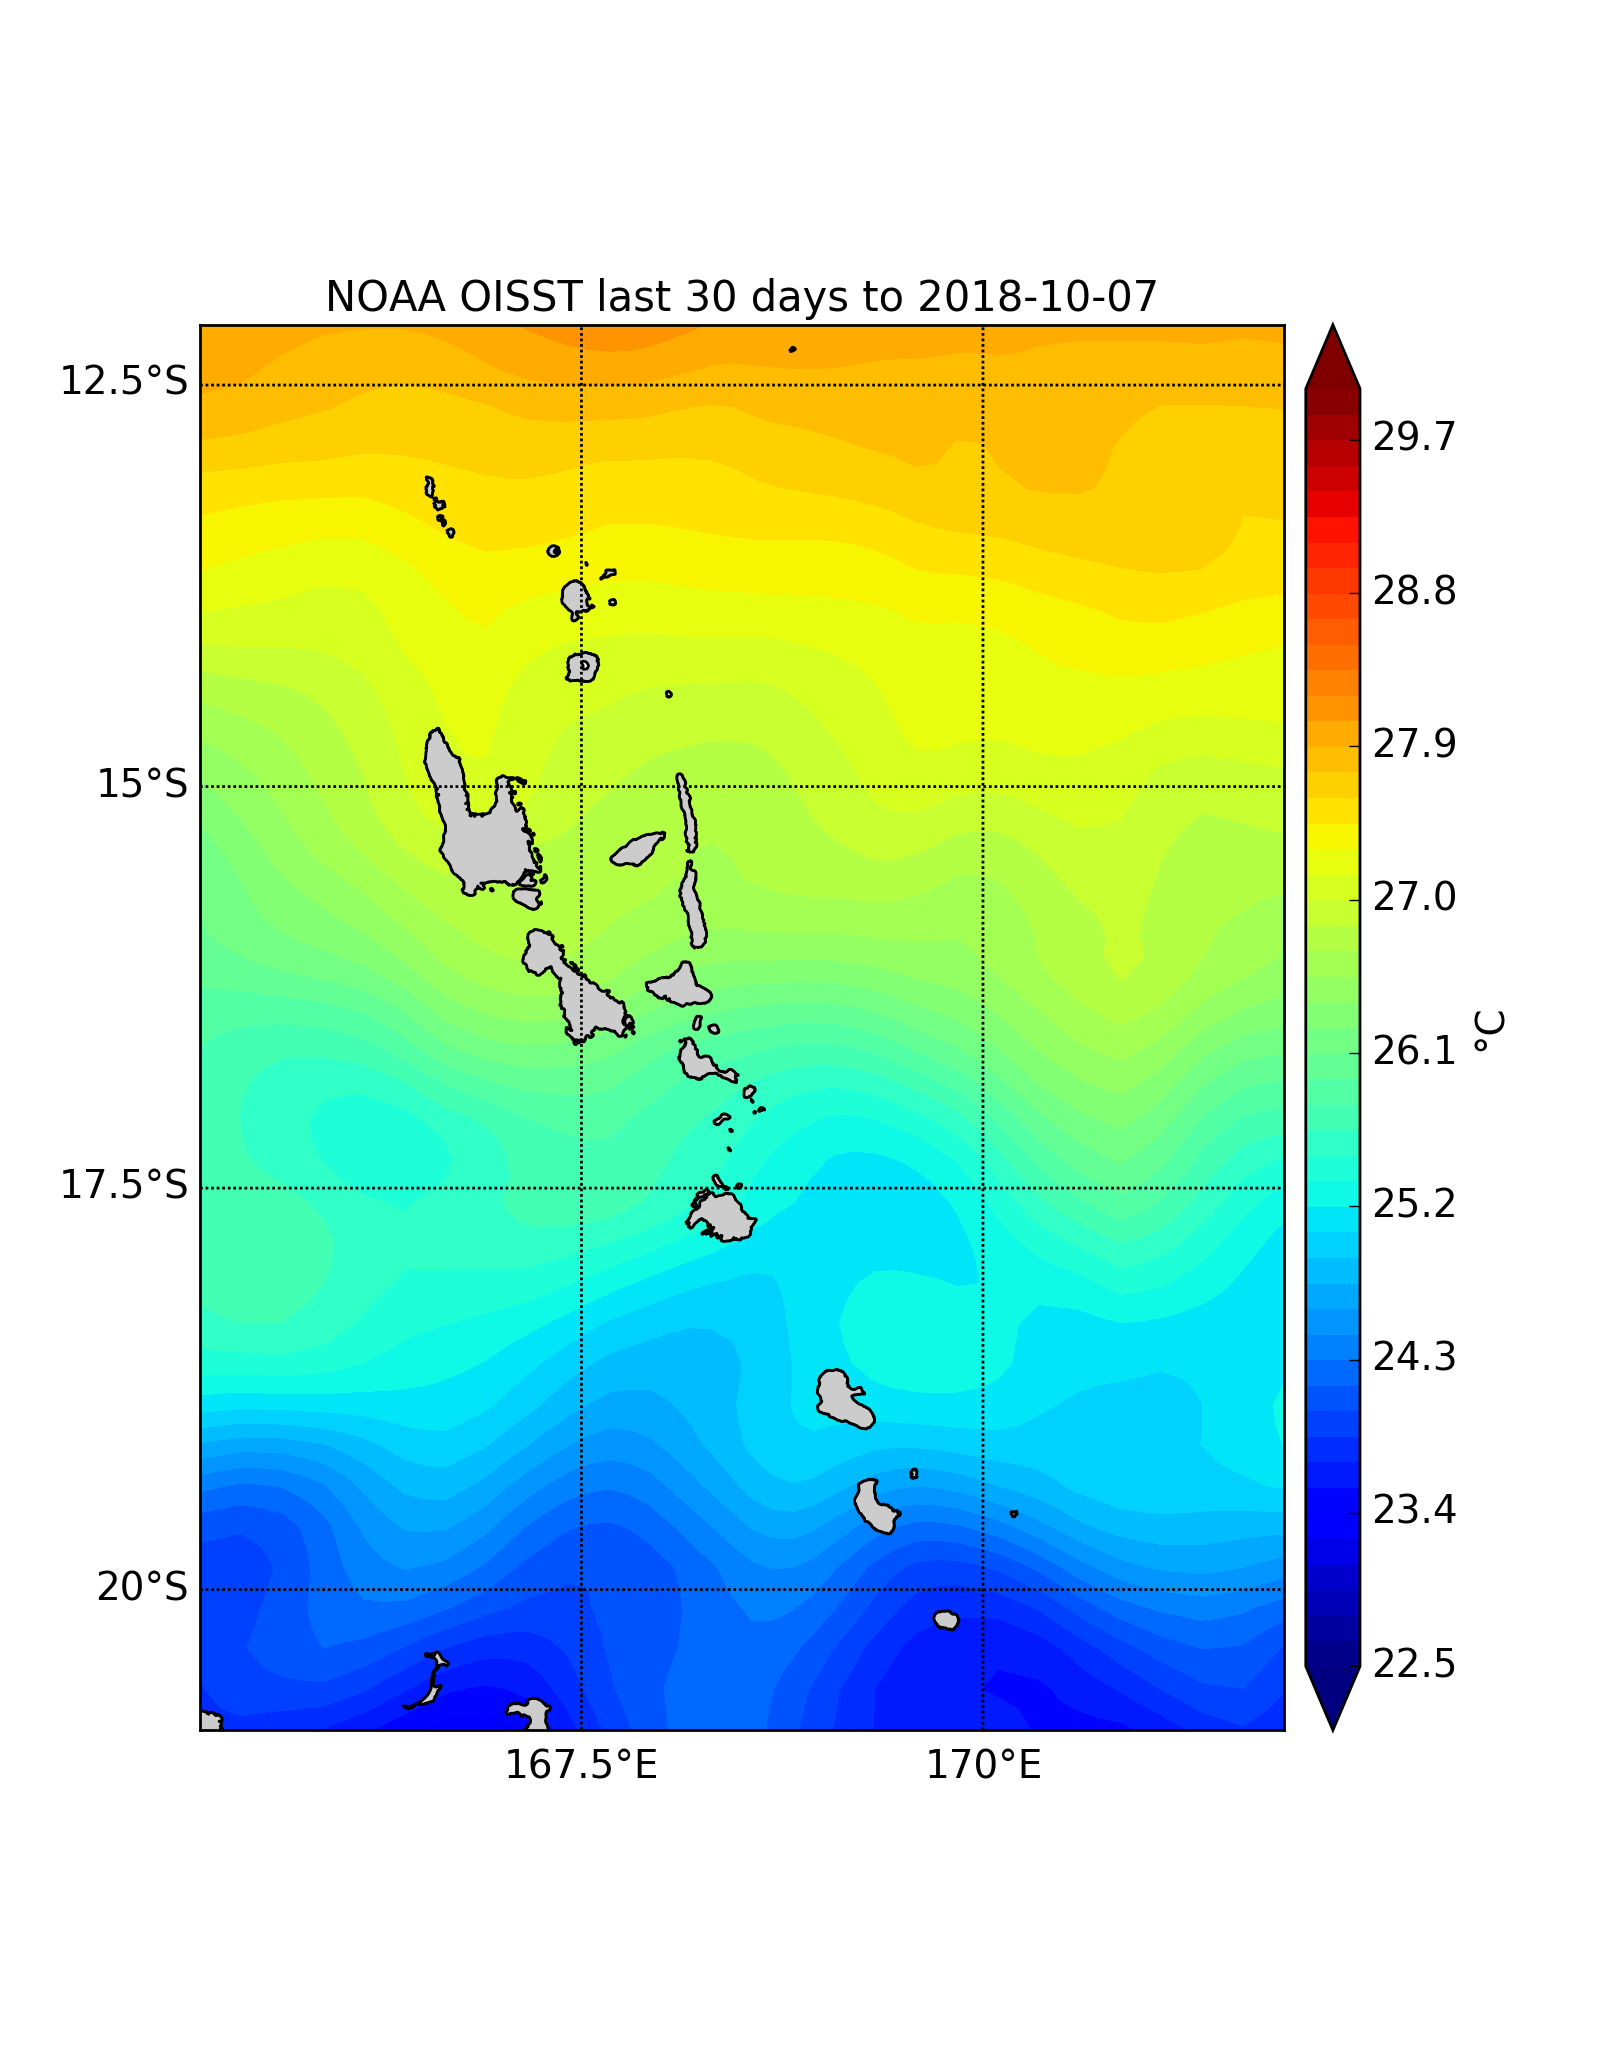 NOAA OISST last 30 days to 2018-10-07
12.5°S
15°S
17.5°S
20°S
167.5°E
170°E
29.7
28.8
27.9
27.0
26.1
25.2
24.3
23.4
22.5
°C